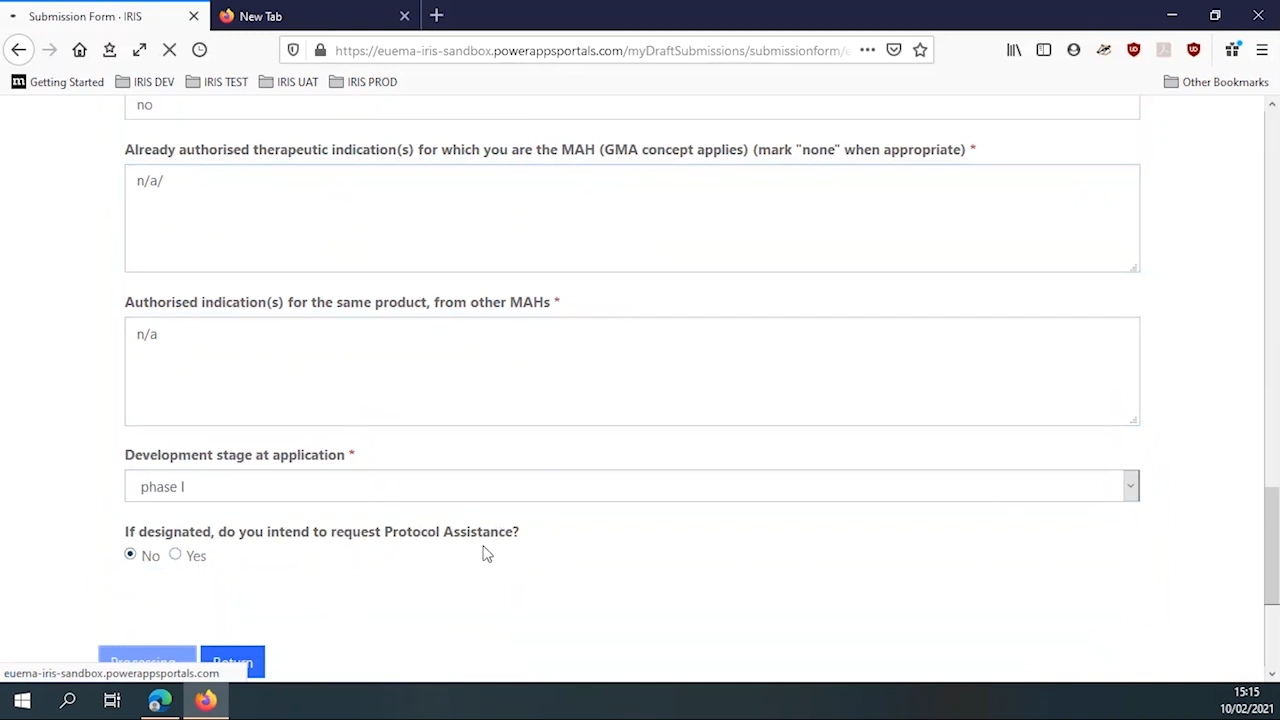 Submission Form · IRIS
New Tab
https://euema-iris-sandbox.powerappsportals.com/myDraftSubmissions/submissionform/
Getting Started
IRIS DEV
IRIS TEST
IRIS UAT
IRIS PROD
Other Bookmarks
no
Already authorised therapeutic indication(s) for which you are the MAH (GMA concept applies) (mark "none" when appropriate) *
n/a/
Authorised indication(s) for the same product, from other MAHs *
n/a
Development stage at application *
phase I
If designated, do you intend to request Protocol Assistance?
No Yes
Processing Return
euema-iris-sandbox.powerappsportals.com
15:15
10/02/2021